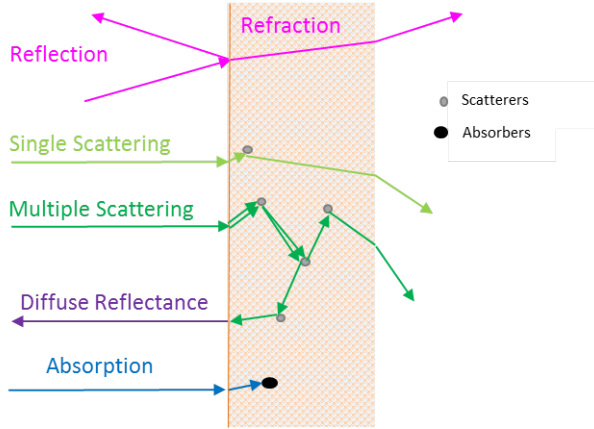 Refraction
Reflection
Scatterers
Absorbers
Single Scattering
Multiple Scattering
Diffuse Reflectance
Absorption